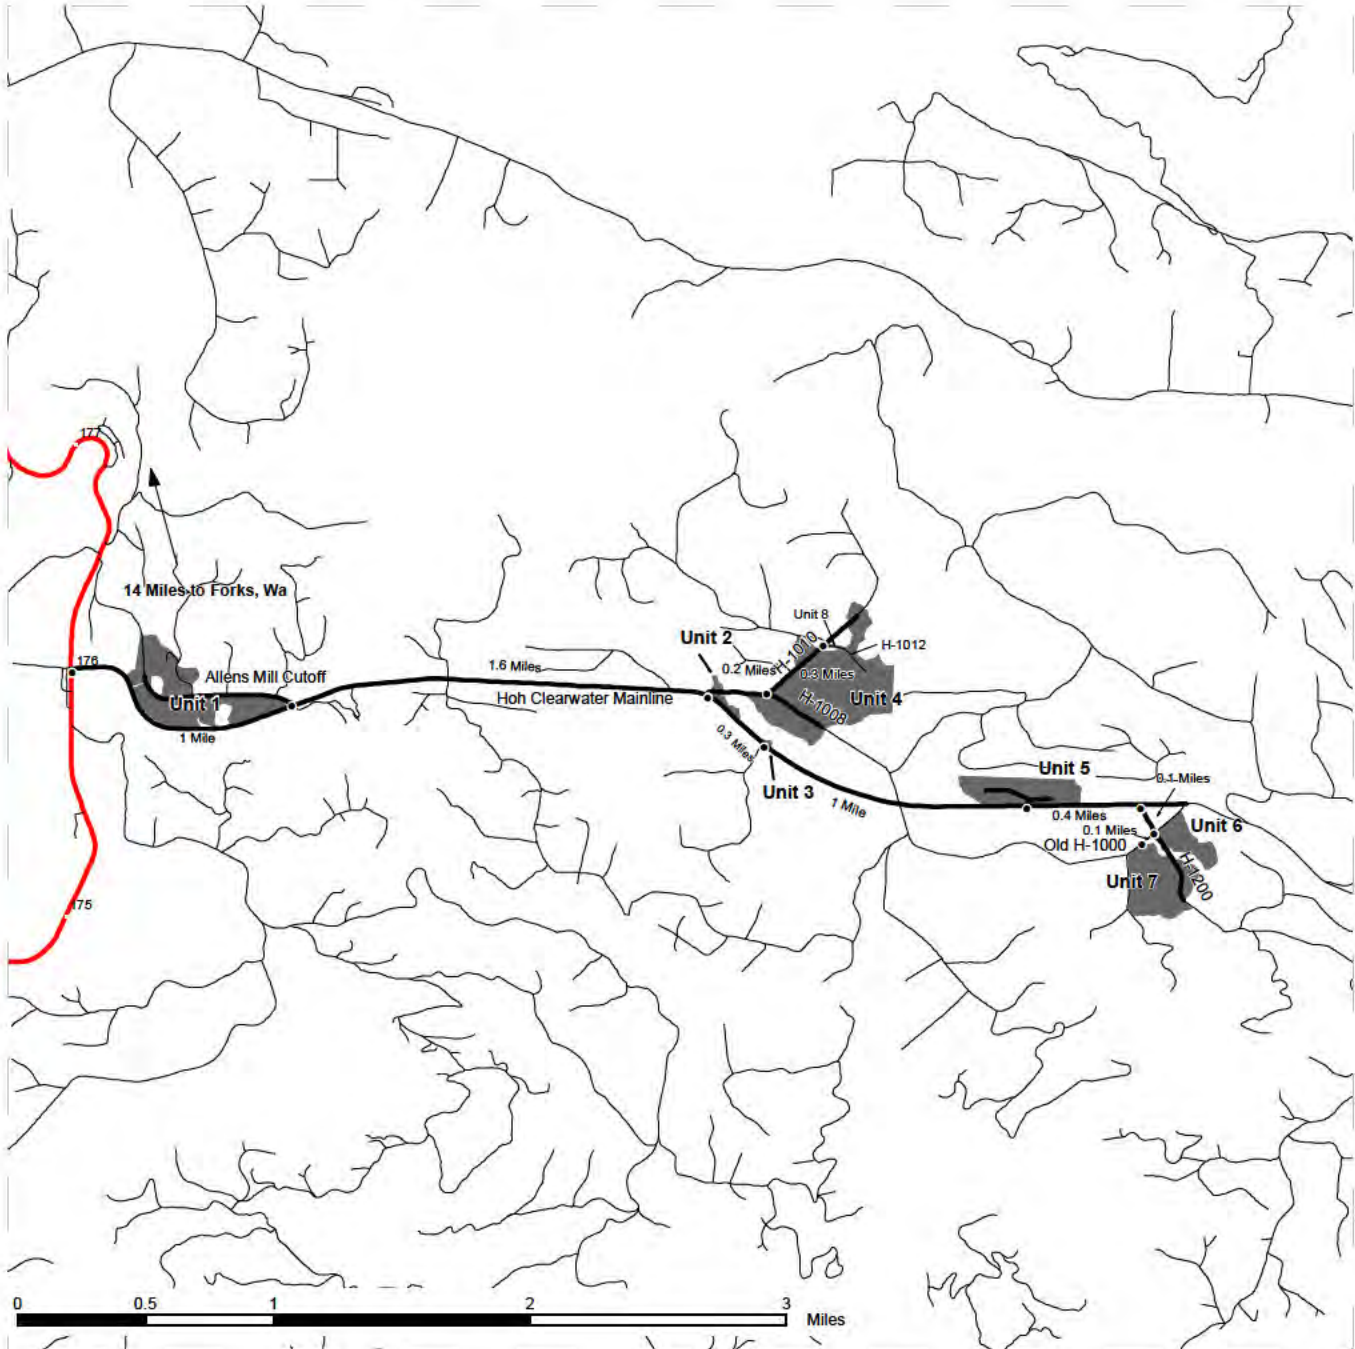 177
14 Miles to Forks, Wa
Unit 8
H-1010
H-1012
Unit 2
176
1.6 Miles
0.2 Miles
0.3 Miles
Allens Mill Cutoff
Hoh Clearwater Mainline
Unit 4
Unit 1
H-1008
1 Mile
0.3 Miles
Unit 5
0.1 Miles
Unit 3
1 Mile
0.4 Miles
Unit 6
0.1 Miles
Old H-1000
H-1200
Unit 7
175
0 0.5 1 2 3
Miles